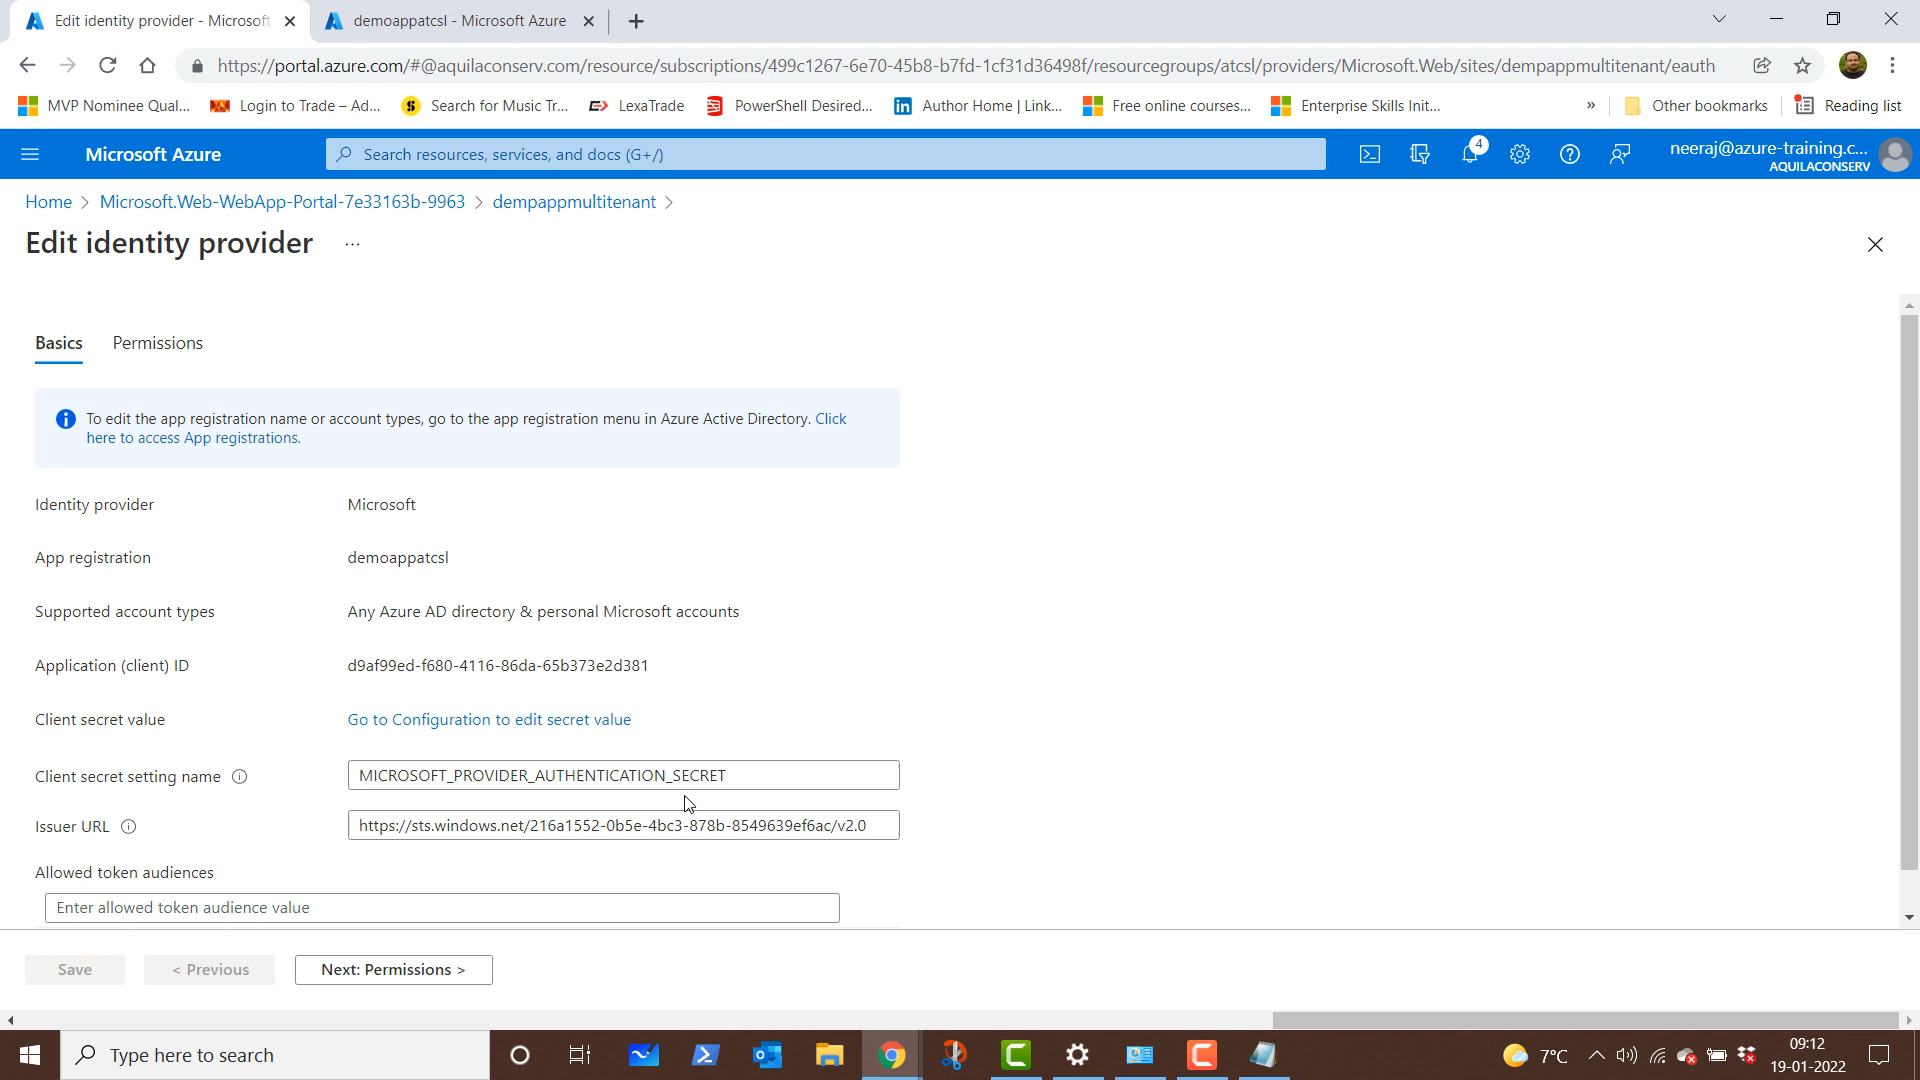 Edit identity provider - Microsoft
demoappatcsl - Microsoft Azure
https://portal.azure.com/#@aquilaconserv.com/resource/subscriptions/499c1267-6e70-45b8-b7fd-1cf31d36498f/resourcegroups/atcsl/providers/Microsoft.Web/sites/dempappmultitenant/eauth
MVP Nominee Qual...
Login to Trade – Ad...
Search for Music Tr...
LexaTrade
PowerShell Desired...
Author Home | Link...
Free online courses...
Enterprise Skills Init...
»
Other bookmarks
Reading list
Microsoft Azure
Search resources, services, and docs (G+/)
4
neeraj@azure-training.c...
AQUILACONSERV
Home > Microsoft.Web-WebApp-Portal-7e33163b-9963 > dempappmultitenant >
Edit identity provider ...
Basics
Permissions
To edit the app registration name or account types, go to the app registration menu in Azure Active Directory. Click
here to access App registrations.
Identity provider
Microsoft
App registration
demoappatcsl
Supported account types
Any Azure AD directory & personal Microsoft accounts
Application (client) ID
d9af99ed-f680-4116-86da-65b373e2d381
Client secret value
Go to Configuration to edit secret value
Client secret setting name
MICROSOFT_PROVIDER_AUTHENTICATION_SECRET
Issuer URL
https://sts.windows.net/216a1552-0b5e-4bc3-878b-8549639ef6ac/v2.0
Allowed token audiences
Enter allowed token audience value
Save
< Previous
Next: Permissions >
Type here to search
7°C
09:12
19-01-2022